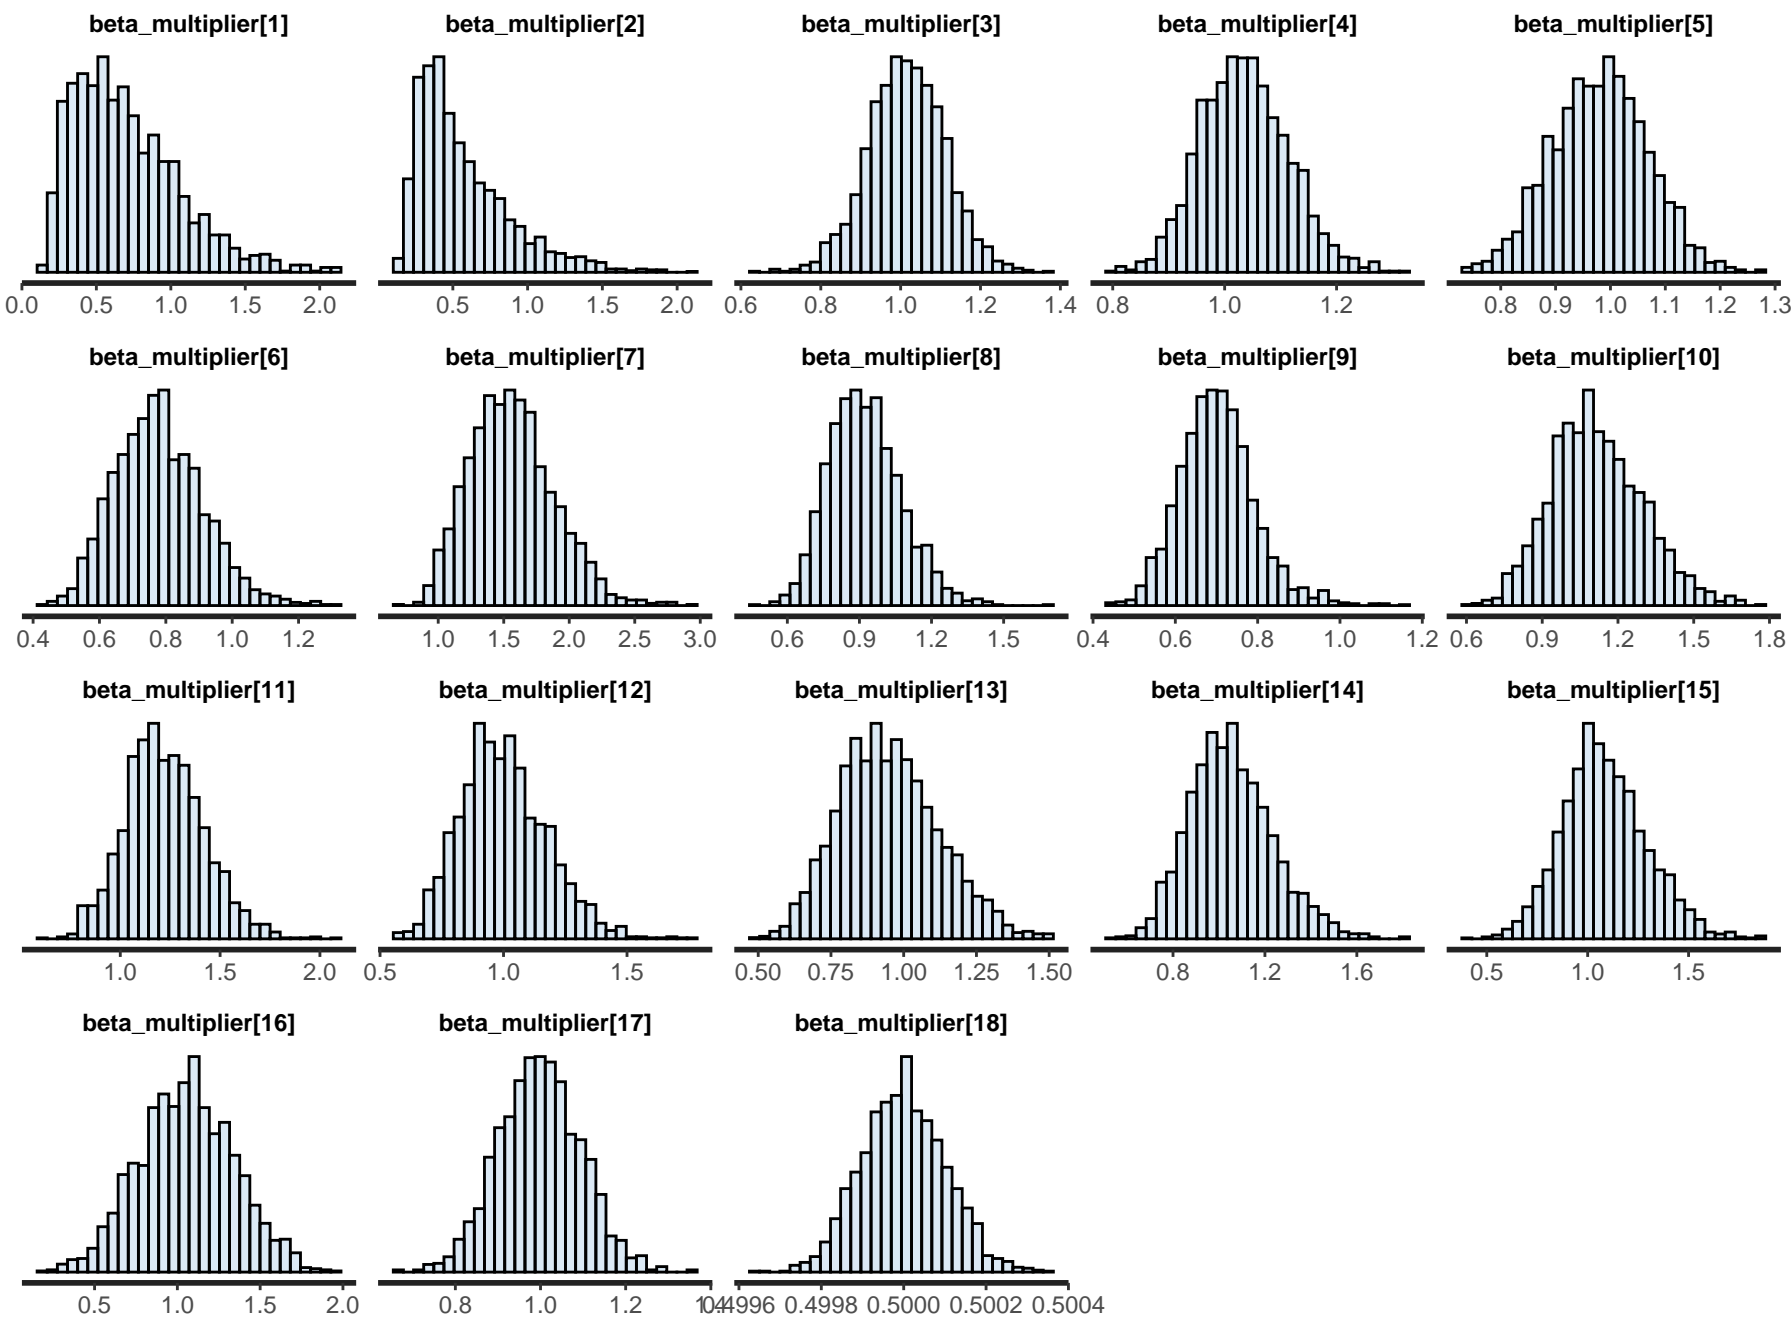 beta_multiplier[1] beta_multiplier[2] beta_multiplier[3] beta_multiplier[4] beta_multiplier[5]
0.0 0.5 1.0 1.5 2.0 0.5 1.0 1.5 2.0 0.6 0.8 1.0 1.2 1.4 0.8 1.0 1.2 0.8 0.9 1.0 1.1 1.2 1.3
beta_multiplier[6] beta_multiplier[7] beta_multiplier[8] beta_multiplier[9] beta_multiplier[10]
0.4 0.6 0.8 1.0 1.2 1.0 1.5 2.0 2.5 3.0 0.6 0.9 1.2 1.5 0.4 0.6 0.8 1.0 1.2 0.6 0.9 1.2 1.5 1.8
beta_multiplier[11] beta_multiplier[12] beta_multiplier[13] beta_multiplier[14] beta_multiplier[15]
1.0 1.5 2.0 0.5 1.0 1.5 0.50 0.75 1.00 1.25 1.50 0.8 1.2 1.6 0.5 1.0 1.5
beta_multiplier[16] beta_multiplier[17] beta_multiplier[18]
0.5 1.0 1.5 2.0 0.8 1.0 1.2 1.4 0.4996 0.4998 0.5000 0.5002 0.5004